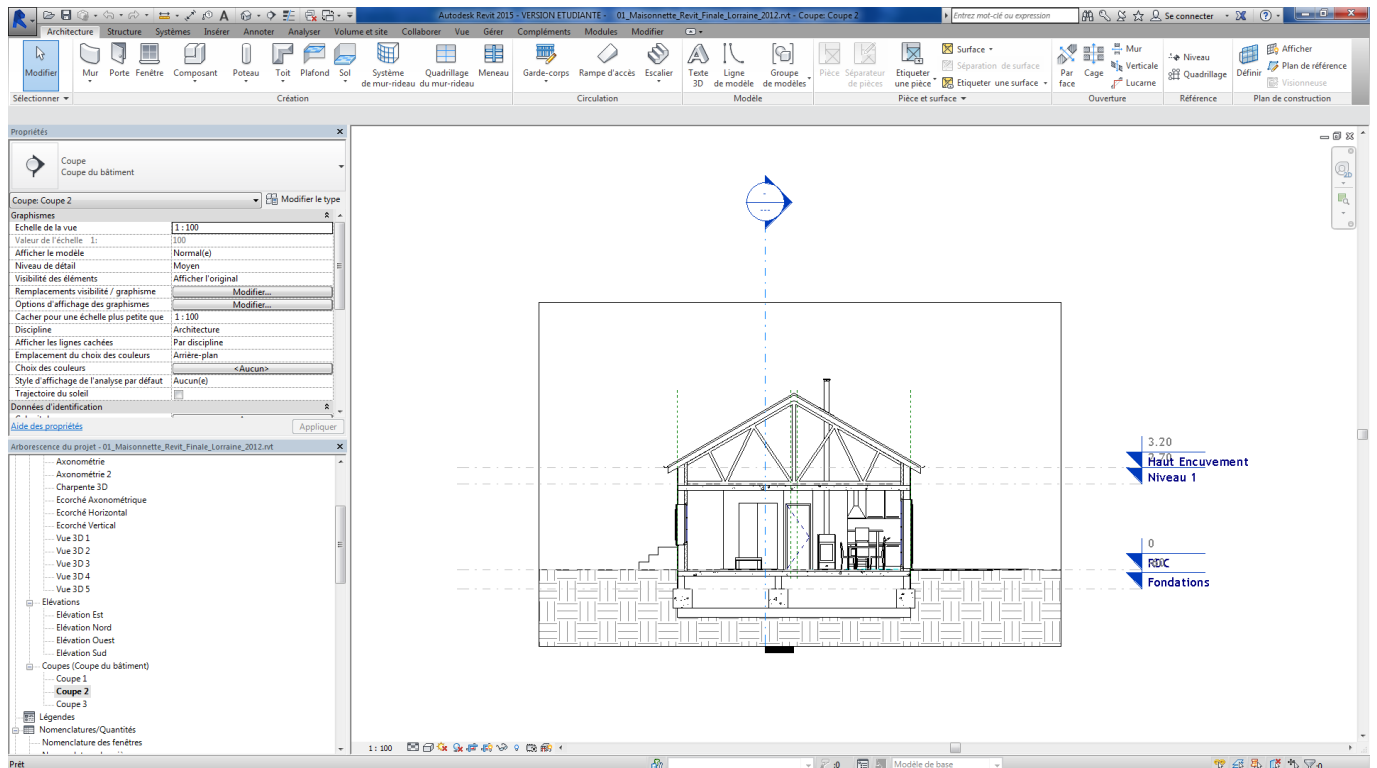 Autodesk Revit 2015 - VERSION ETUDIANTE - 01_Maisonnette_Revit_Finale_Lorraine_2012.rvt - Coupe: Coupe 2
Entrez mot-clé ou expression
Se connecter
Architecture Structure Systèmes Insérer Annoter Analyser Volume et site Collaborer Vue Gérer Compléments Modules Modifier
Modifier
Mur Porte Fenêtre Composant Poteau Toit Plafond Sol
Système de mur-rideau
Quadrillage du mur-rideau
Meneau
Garde-corps Rampe d'accès Escalier
Texte 3D
Ligne de modèle
Groupe de modèles
Pièce
Séparateur de pièces
Etiqueter une pièce
Surface
Séparation de surface
Etiqueter une surface
Par face
Cage
Mur
Verticale
Lucarne
Niveau
Quadrillage
Définir
Afficher
Plan de référence
Visionneuse
Sélectionner Création Circulation Modèle Pièce et surface Ouverture Référence Plan de construction
Propriétés
Coupe
Coupe du bâtiment
Coupe: Coupe 2 Modifier le type
Graphismes
Echelle de la vue 1 : 100
Valeur de l'échelle 1: 100
Afficher le modèle Normal(e)
Niveau de détail Moyen
Visibilité des éléments Afficher l'original
Remplacements visibilité / graphisme Modifier...
Options d'affichage des graphismes Modifier...
Cacher pour une échelle plus petite que 1 : 100
Discipline Architecture
Afficher les lignes cachées Par discipline
Emplacement du choix des couleurs Arrière-plan
Choix des couleurs <Aucun>
Style d'affichage de l'analyse par défaut Aucun(e)
Trajectoire du soleil
Données d'identification
Aide des propriétés Appliquer
Arborescence du projet - 01_Maisonnette_Revit_Finale_Lorraine_2012.rvt
Axonométrie
Axonométrie 2
Charpente 3D
Ecorché Axonométrique
Ecorché Horizontal
Ecorché Vertical
Vue 3D 1
Vue 3D 2
Vue 3D 3
Vue 3D 4
Vue 3D 5
Elévations
Elévation Est
Elévation Nord
Elévation Ouest
Elévation Sud
Coupes (Coupe du bâtiment)
Coupe 1
Coupe 2
Coupe 3
Légendes
Nomenclatures/Quantités
Nomenclature des fenêtres
2D
3.20
Haut Encuvement
Niveau 1
0
RDC
Fondations
1 : 100
Prêt
:0
Modèle de base
:0